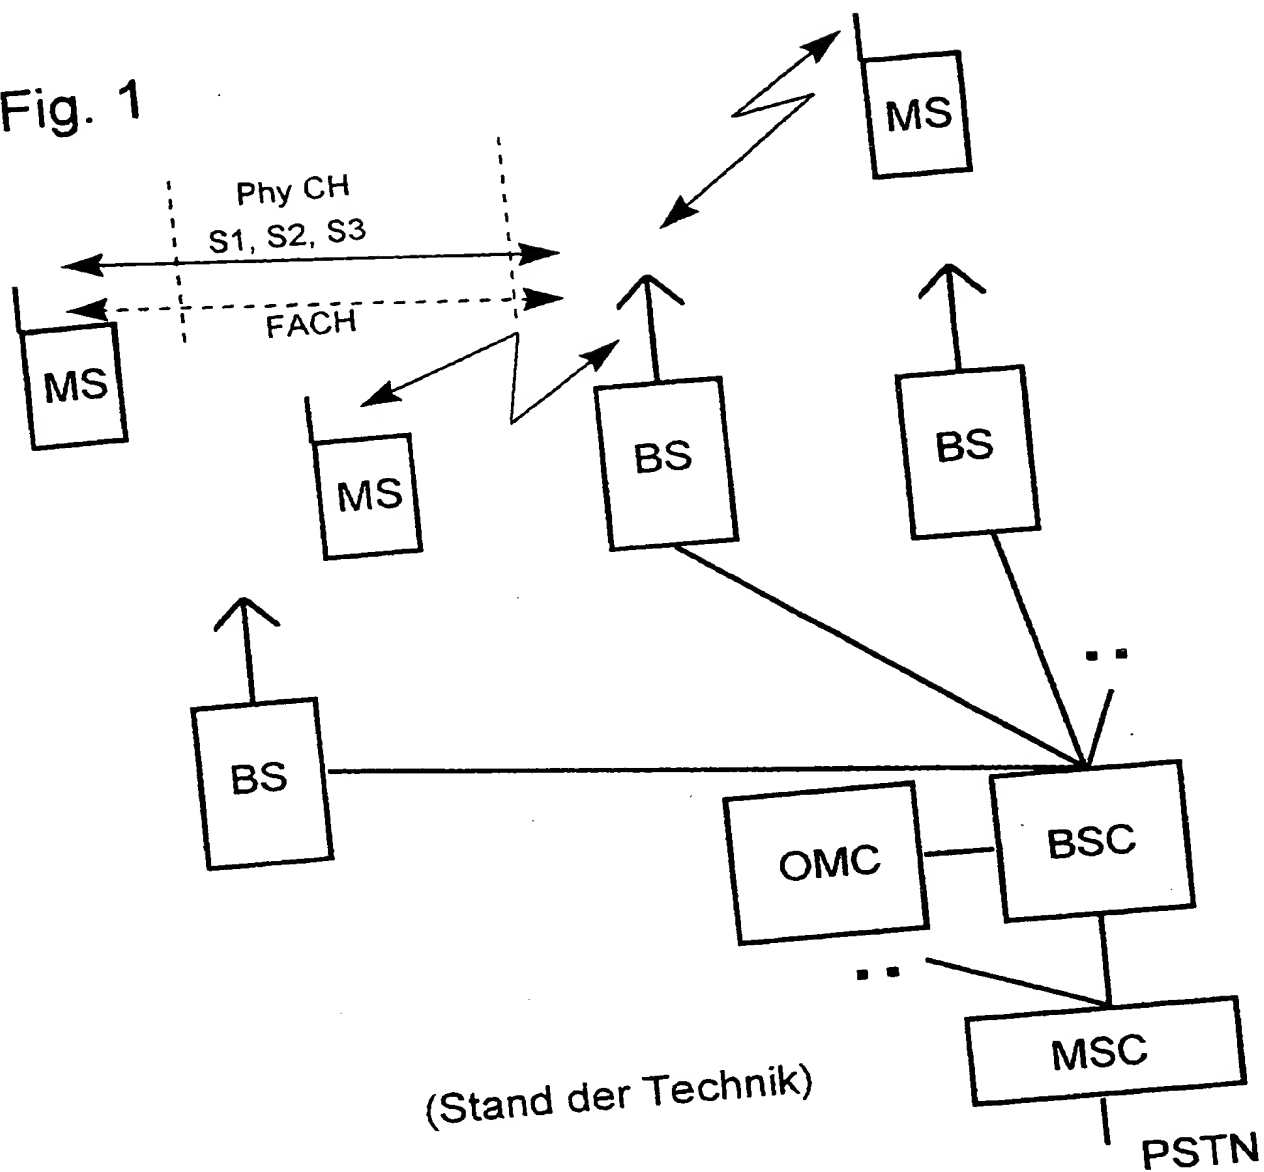 Fig. 1
MS
Phy CH
S1, S2, S3
FACH
MS
MS
BS
BS
BS
OMC
BSC
MSC
(Stand der Technik)
PSTN